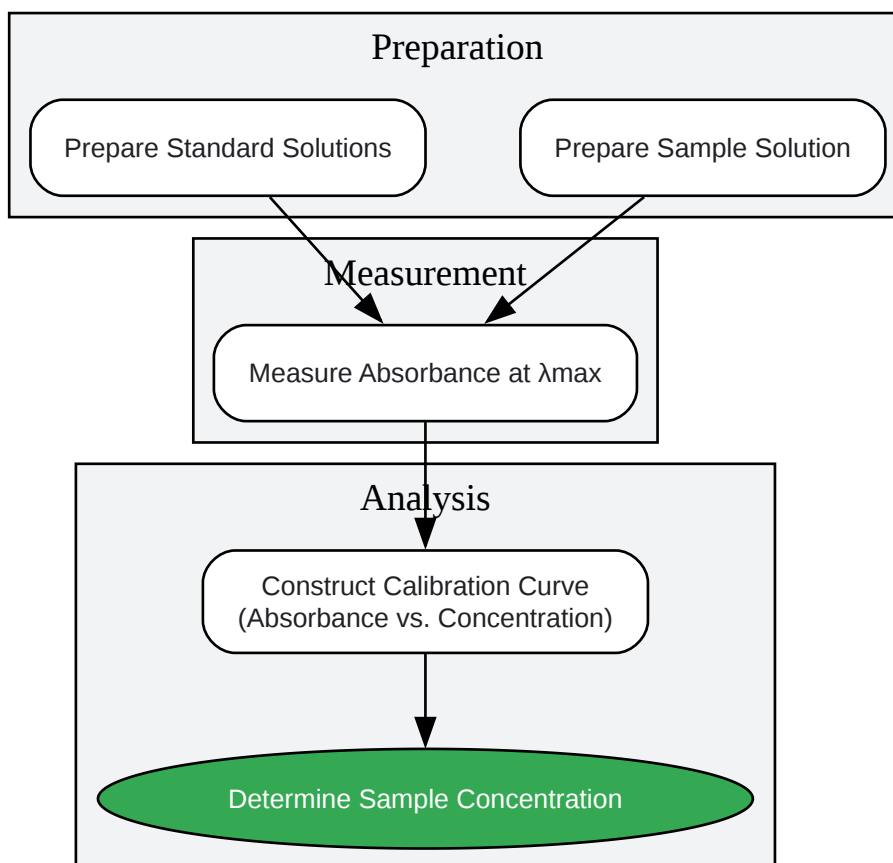 Preparation
Prepare Standard Solutions
Prepare Sample Solution
Measurement
Measure Absorbance at λmax
Analysis
Construct Calibration Curve
(Absorbance vs. Concentration)
Determine Sample Concentration